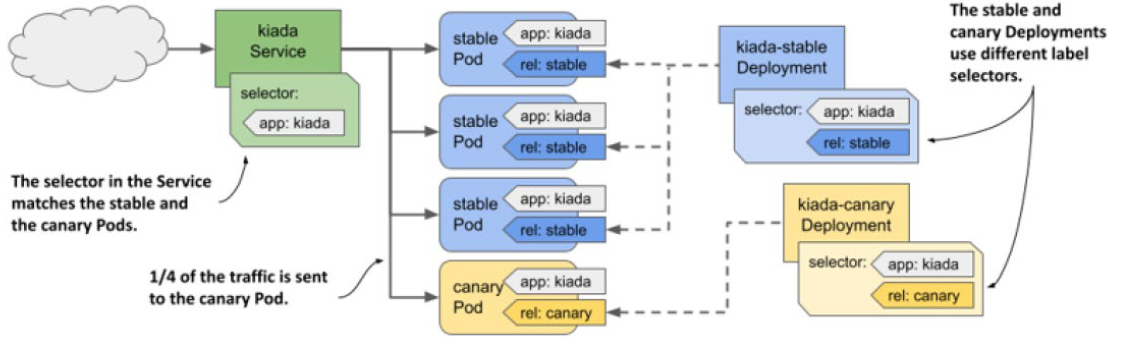 kiada
Service
selector:
app: kiada
The selector in the Service
matches the stable and
the canary Pods.
1/4 of the traffic is sent
to the canary Pod.
stable
Pod
app: kiada
rel: stable
stable
Pod
app: kiada
rel: stable
stable
Pod
app: kiada
rel: stable
canary
Pod
app: kiada
rel: canary
kiada-stable
Deployment
selector:
app: kiada
rel: stable
kiada-canary
Deployment
selector:
app: kiada
rel: canary
The stable and
canary Deployments
use different label
selectors.